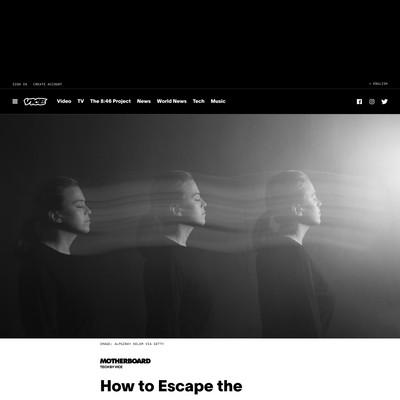 SIGN IN CREATE ACCOUNT + ENGLISH
VICE Video TV The 8:46 Project News World News Tech Music
IMAGE: ALPGIRAY KELEM VIA GETTY
MOTHERBOARD
TECH BY VICE
How to Escape the